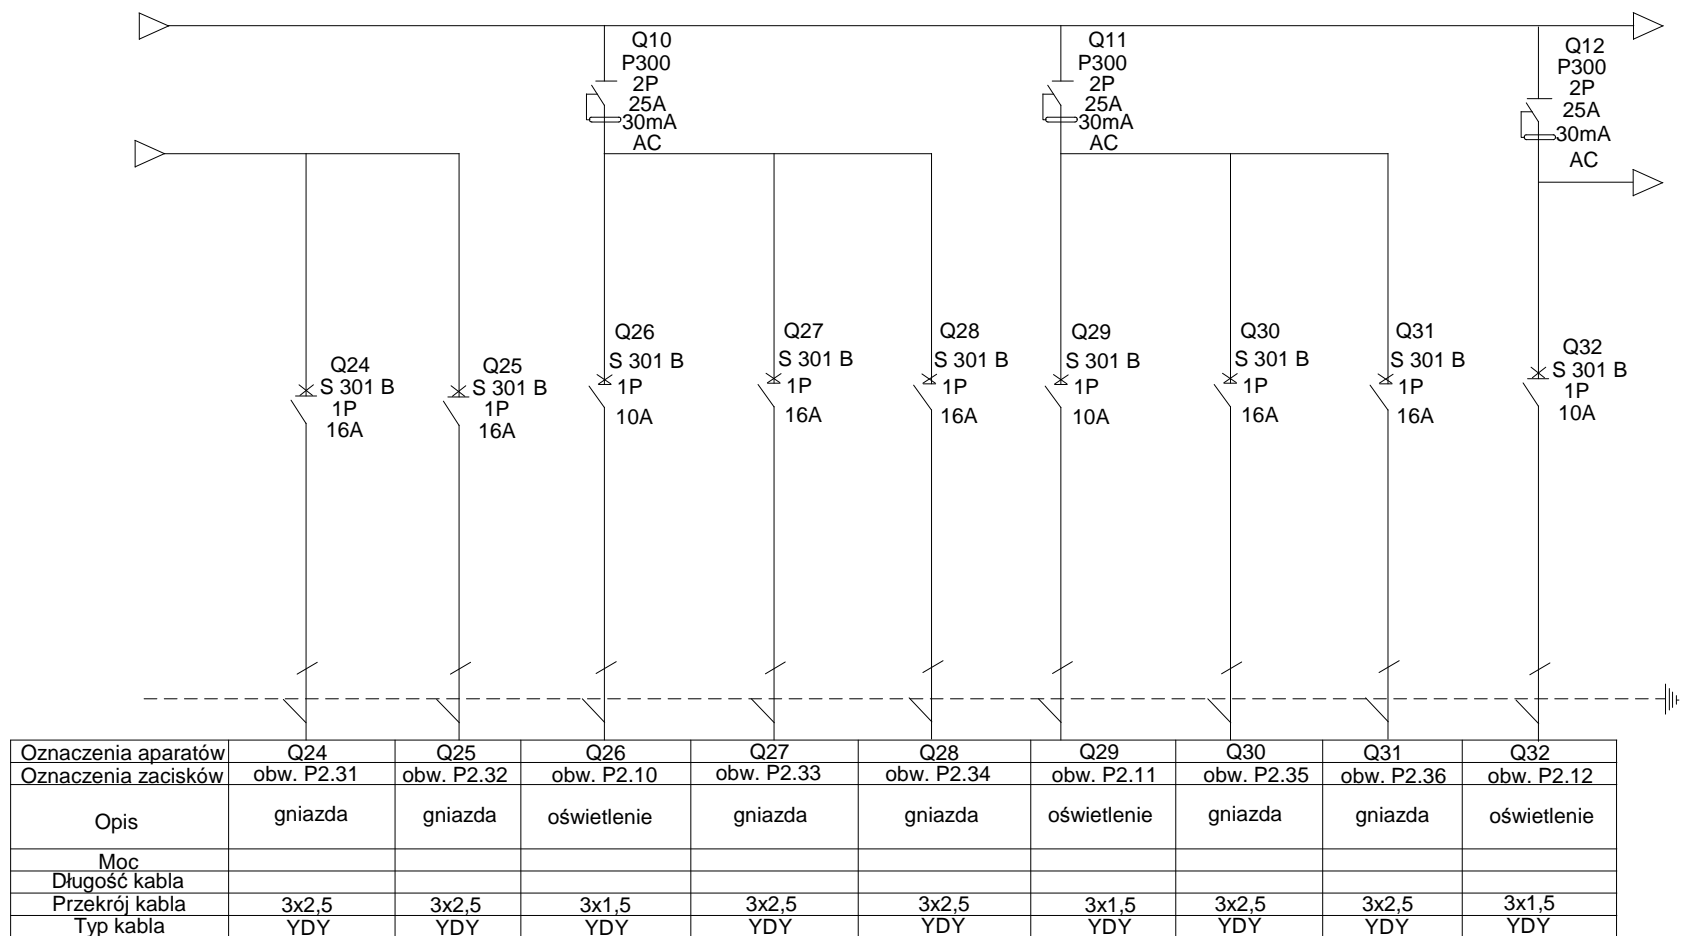 Q10
P300
2P
25A
30mA
AC
Q11
P300
2P
25A
30mA
AC
Q12
P300
2P
25A
30mA
AC
Q24
S 301 B
1P
16A
Q25
S 301 B
1P
16A
Q26
S 301 B
1P
10A
Q27
S 301 B
1P
16A
Q28
S 301 B
1P
16A
Q29
S 301 B
1P
10A
Q30
S 301 B
1P
16A
Q31
S 301 B
1P
16A
Q32
S 301 B
1P
10A
Oznaczenia aparatów Q24 Q25 Q26 Q27 Q28 Q29 Q30 Q31 Q32
Oznaczenia zacisków obw. P2.31 obw. P2.32 obw. P2.10 obw. P2.33 obw. P2.34 obw. P2.11 obw. P2.35 obw. P2.36 obw. P2.12
Opis gniazda gniazda oświetlenie gniazda gniazda oświetlenie gniazda gniazda oświetlenie
Moc
Długość kabla
Przekrój kabla 3x2,5 3x2,5 3x1,5 3x2,5 3x2,5 3x1,5 3x2,5 3x2,5 3x1,5
Typ kabla YDY YDY YDY YDY YDY YDY YDY YDY YDY